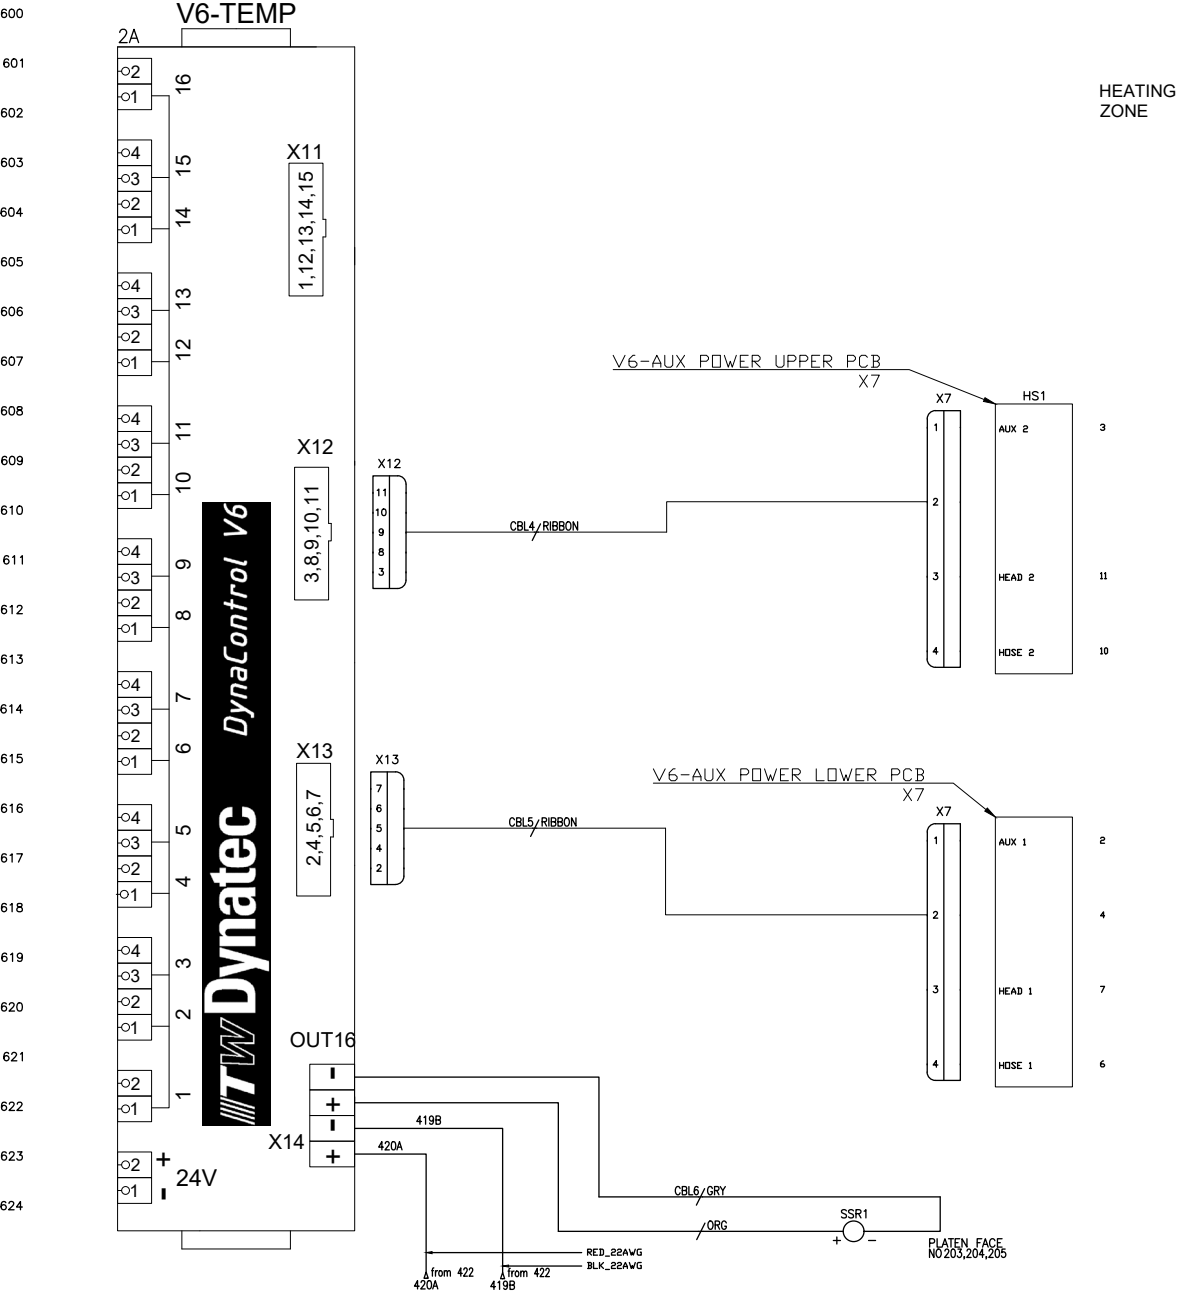 600
V6-TEMP
2A
601
2
1
16
HEATING
ZONE
602
603
4
3
2
1
15
14
X11
1,12,13,14,15
604
605
606
4
3
2
1
13
12
607
V6-AUX POWER UPPER PCB
X7
608
4
3
2
1
11
10
X12
3,8,9,10,11
X12
11
10
9
8
3
CBL4/RIBBON
X7
1
2
3
4
HS1
AUX 2
3
HEAD 2
11
HOSE 2
10
609
610
611
4
3
2
1
9
8
612
613
614
4
3
2
1
7
6
ITW Dynatec DynaControl V6
615
X13
2,4,5,6,7
X13
7
6
5
4
2
CBL5/RIBBON
V6-AUX POWER LOWER PCB
X7
X7
1
2
3
4
AUX 1
2
4
HEAD 1
7
HOSE 1
6
616
4
3
2
1
5
4
617
618
619
4
3
2
1
3
2
620
621
OUT16
-
+
-
+
X14
2
1
1
622
419B
420A
623
2
1
+
-
24V
624
CBL6/GRY
ORG
SSR1
+ -
PLATEN FACE
NO203,204,205
RED_22AWG
BLK_22AWG
from 422
420A
from 422
419B